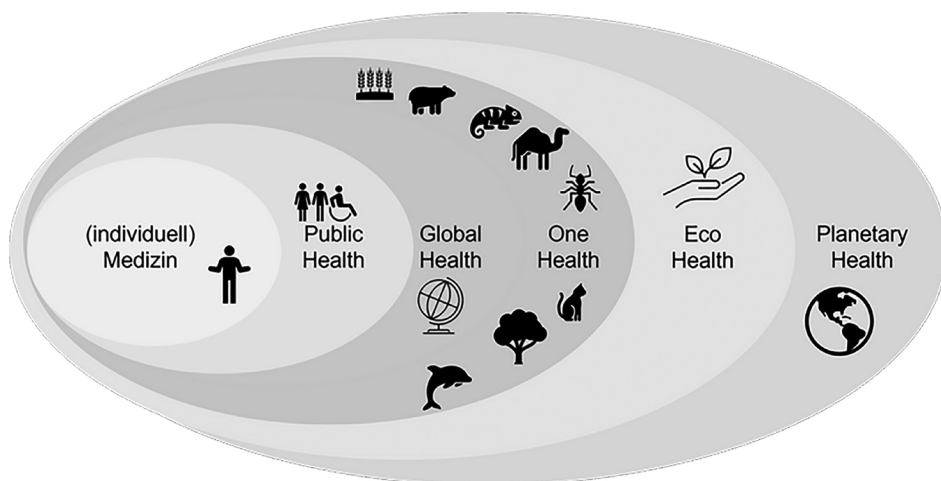 (individuell)
Medizin
Public
Health
Global
Health
One
Health
Eco
Health
Planetary
Health